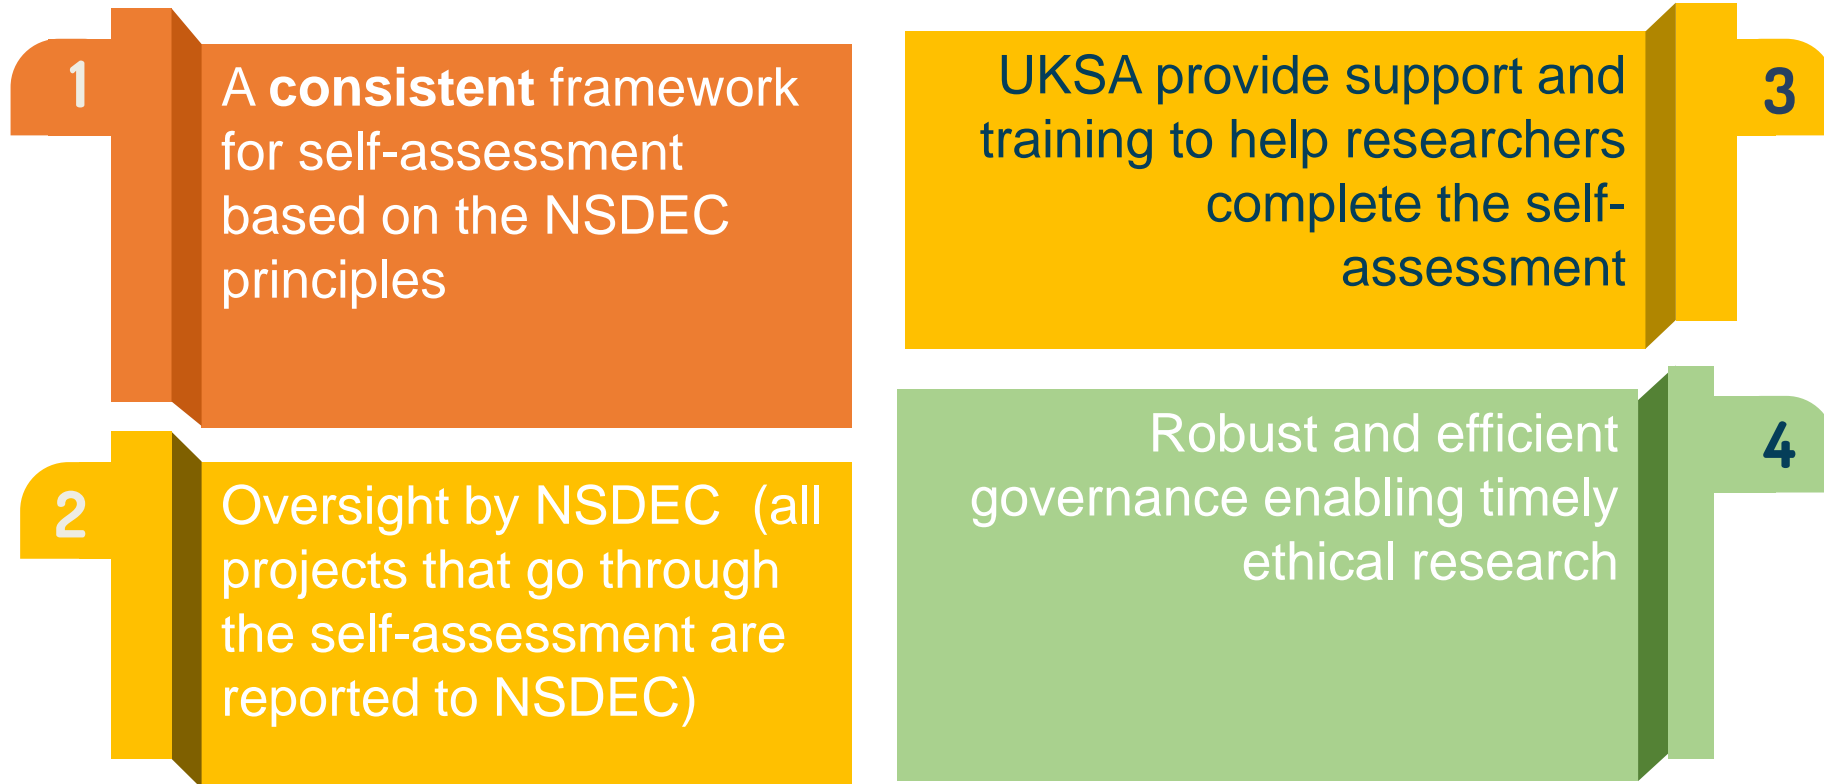 1
A consistent framework
for self-assessment
based on the NSDEC
principles
2
Oversight by NSDEC  (all
projects that go through
the self-assessment are
reported to NSDEC)
3
UKSA provide support and
training to help researchers
complete the self-
assessment
4
Robust and efficient
governance enabling timely
ethical research